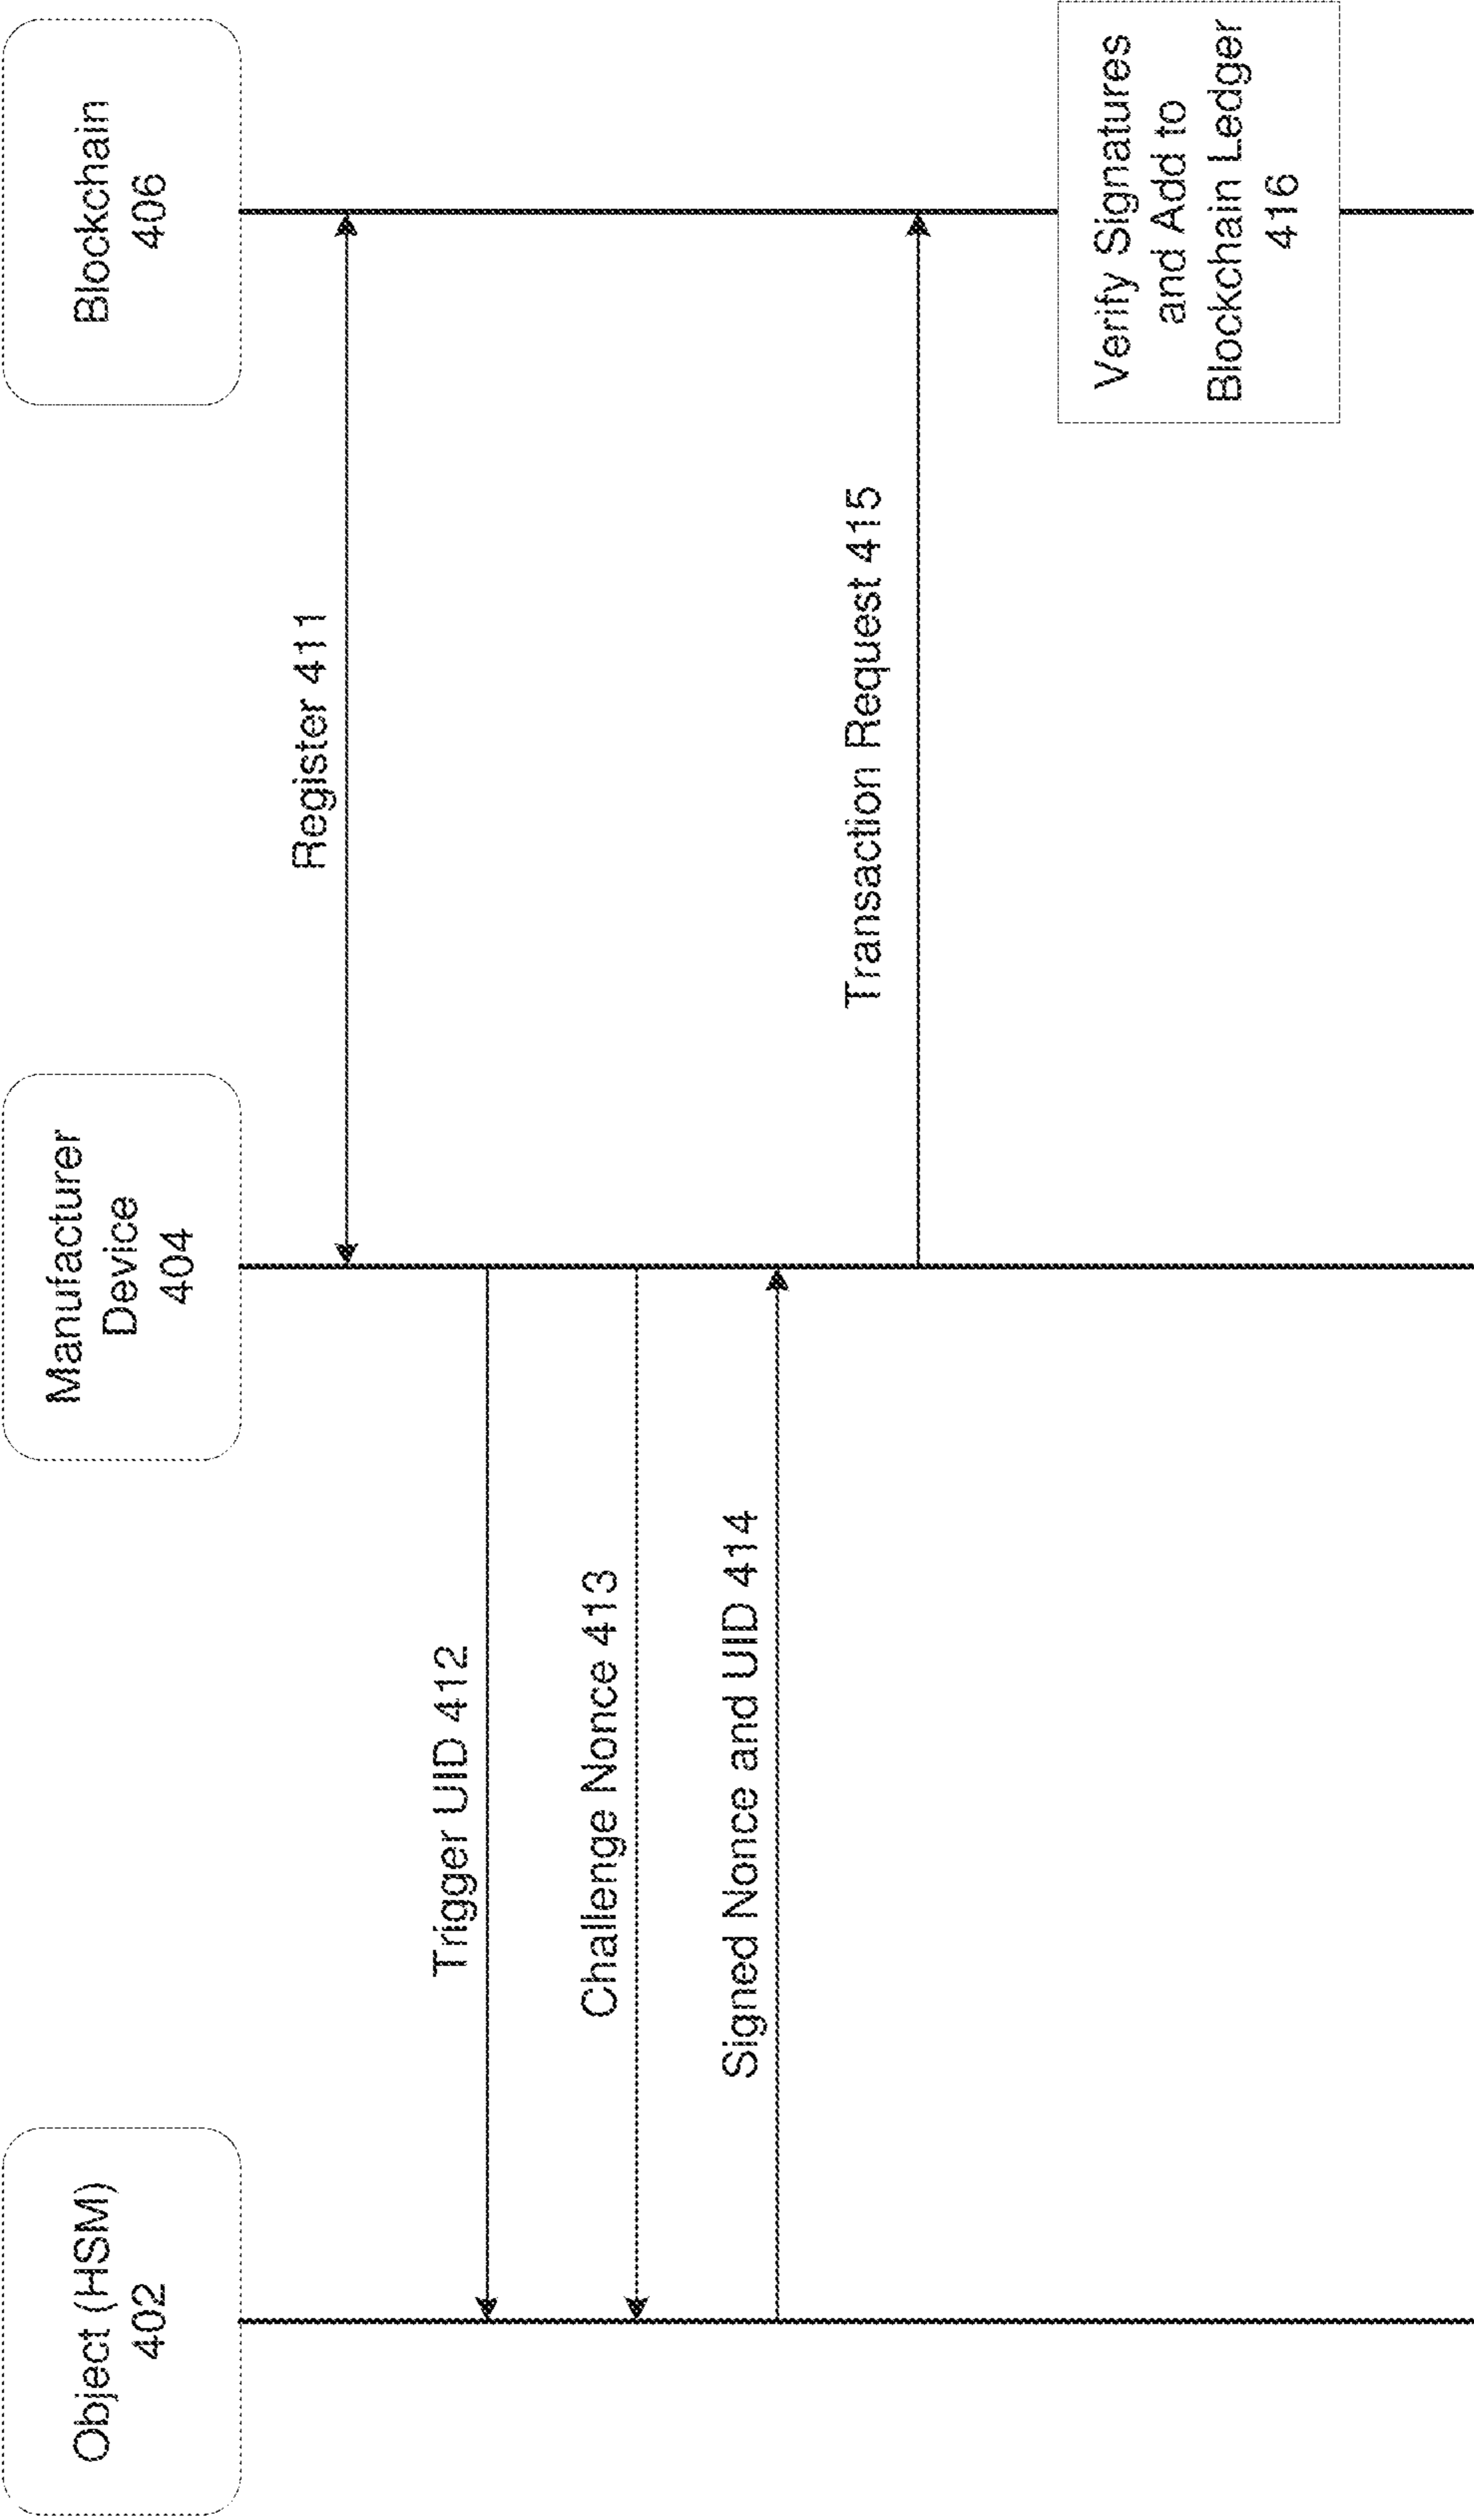 Object (HSM)
402
Manufacturer
Device
404
Blockchain
406
Register 411
Trigger UID 412
Challenge Nonce 413
Signed Nonce and UID 414
Transaction Request 415
Verify Signatures
and Add to
Blockchain Ledger
416